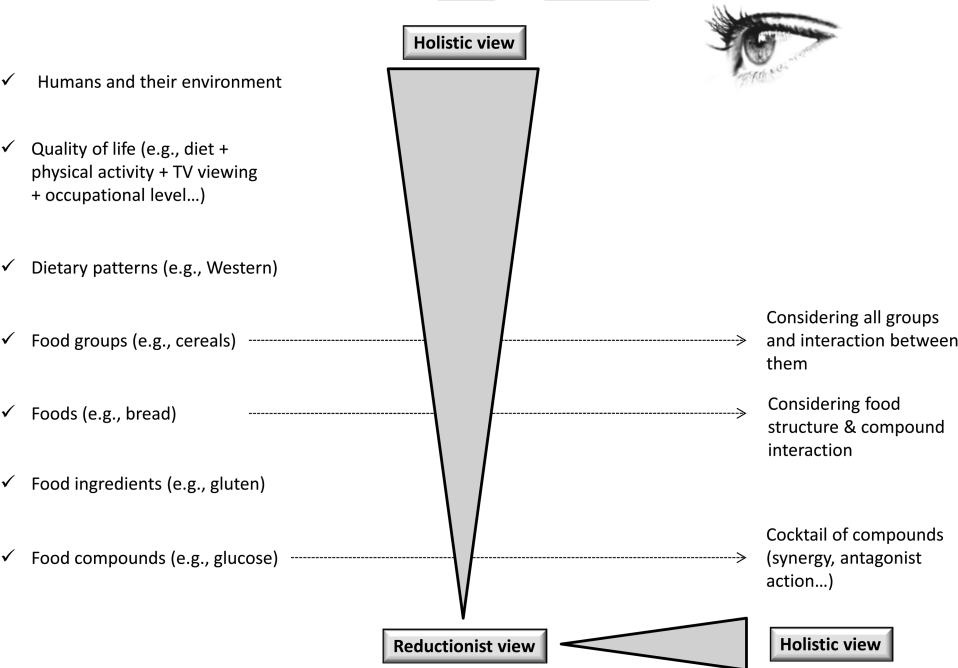 Holistic view
✓ Humans and their environment
✓ Quality of life (e.g., diet +
physical activity + TV viewing
+ occupational level…)
✓ Dietary patterns (e.g., Western)
✓ Food groups (e.g., cereals)
Considering all groups
and interaction between
them
✓ Foods (e.g., bread)
Considering food
structure & compound
interaction
✓ Food ingredients (e.g., gluten)
✓ Food compounds (e.g., glucose)
Cocktail of compounds
(synergy, antagonist
action…)
Reductionist view
Holistic view